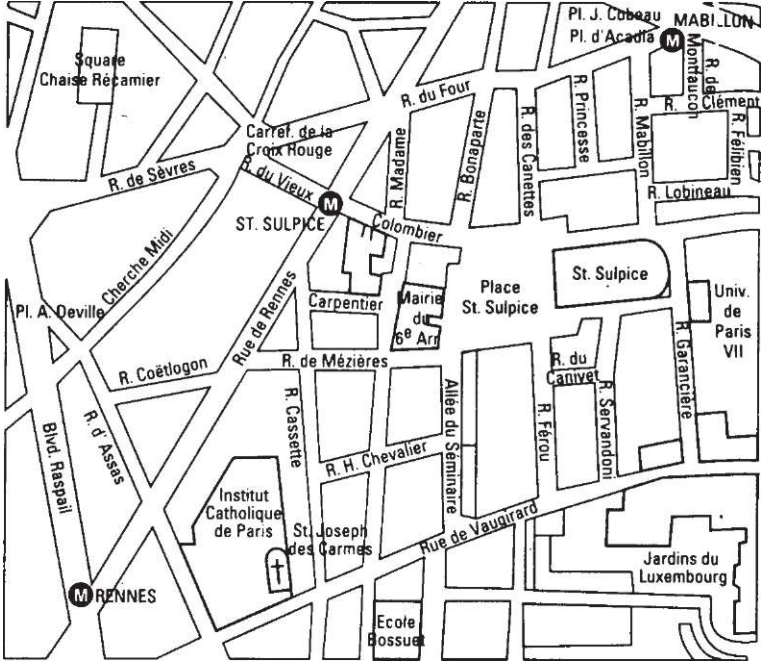 Pl. J. Cobeau
MABILLON
Pl. d'Acadia
M
Square
Chaise Récamier
R. du Four
R. Princesse
R. de
Montfaucon
R. Clément
Carref. de la
Croix Rouge
R. Madame
R. Bonaparte
R. des Canettes
R. Mabillon
R. Félibien
R. de Sèvres
R. du Vieux
Colombier
M
R. Lobineau
ST. SULPICE
Cherche Midi
Place
St. Sulpice
St. Sulpice
Univ.
de
Paris
VII
Pl. A. Deville
Rue de Rennes
Carpentier
Mairie
du
6e Arr
R. de Mézières
R. Coëtlogon
R. du
Canivet
R. Garancière
R. Cassette
Allée du Séminaire
R. Férou
R. Servandoni
Blvd. Raspail
R. d'Assas
R. H. Chevalier
Institut
Catholique
de Paris
St. Joseph
des Carmes
Rue de Vaugirard
Jardins du
Luxembourg
M
RENNES
Ecole
Bossuet